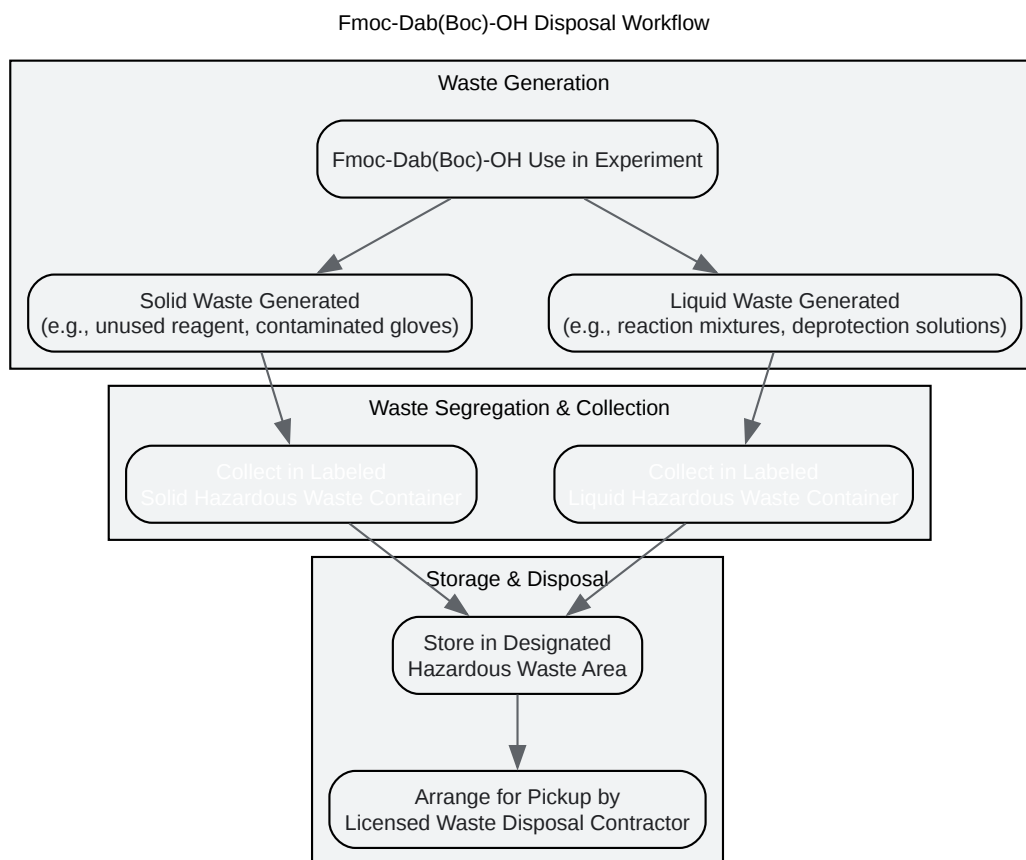 Fmoc-Dab(Boc)-OH Disposal Workflow
Waste Generation
Fmoc-Dab(Boc)-OH Use in Experiment
Solid Waste Generated
(e.g., unused reagent, contaminated gloves)
Liquid Waste Generated
(e.g., reaction mixtures, deprotection solutions)
Waste Segregation & Collection
Collect in Labeled
Solid Hazardous Waste Container
Collect in Labeled
Liquid Hazardous Waste Container
Storage & Disposal
Store in Designated
Hazardous Waste Area
Arrange for Pickup by
Licensed Waste Disposal Contractor